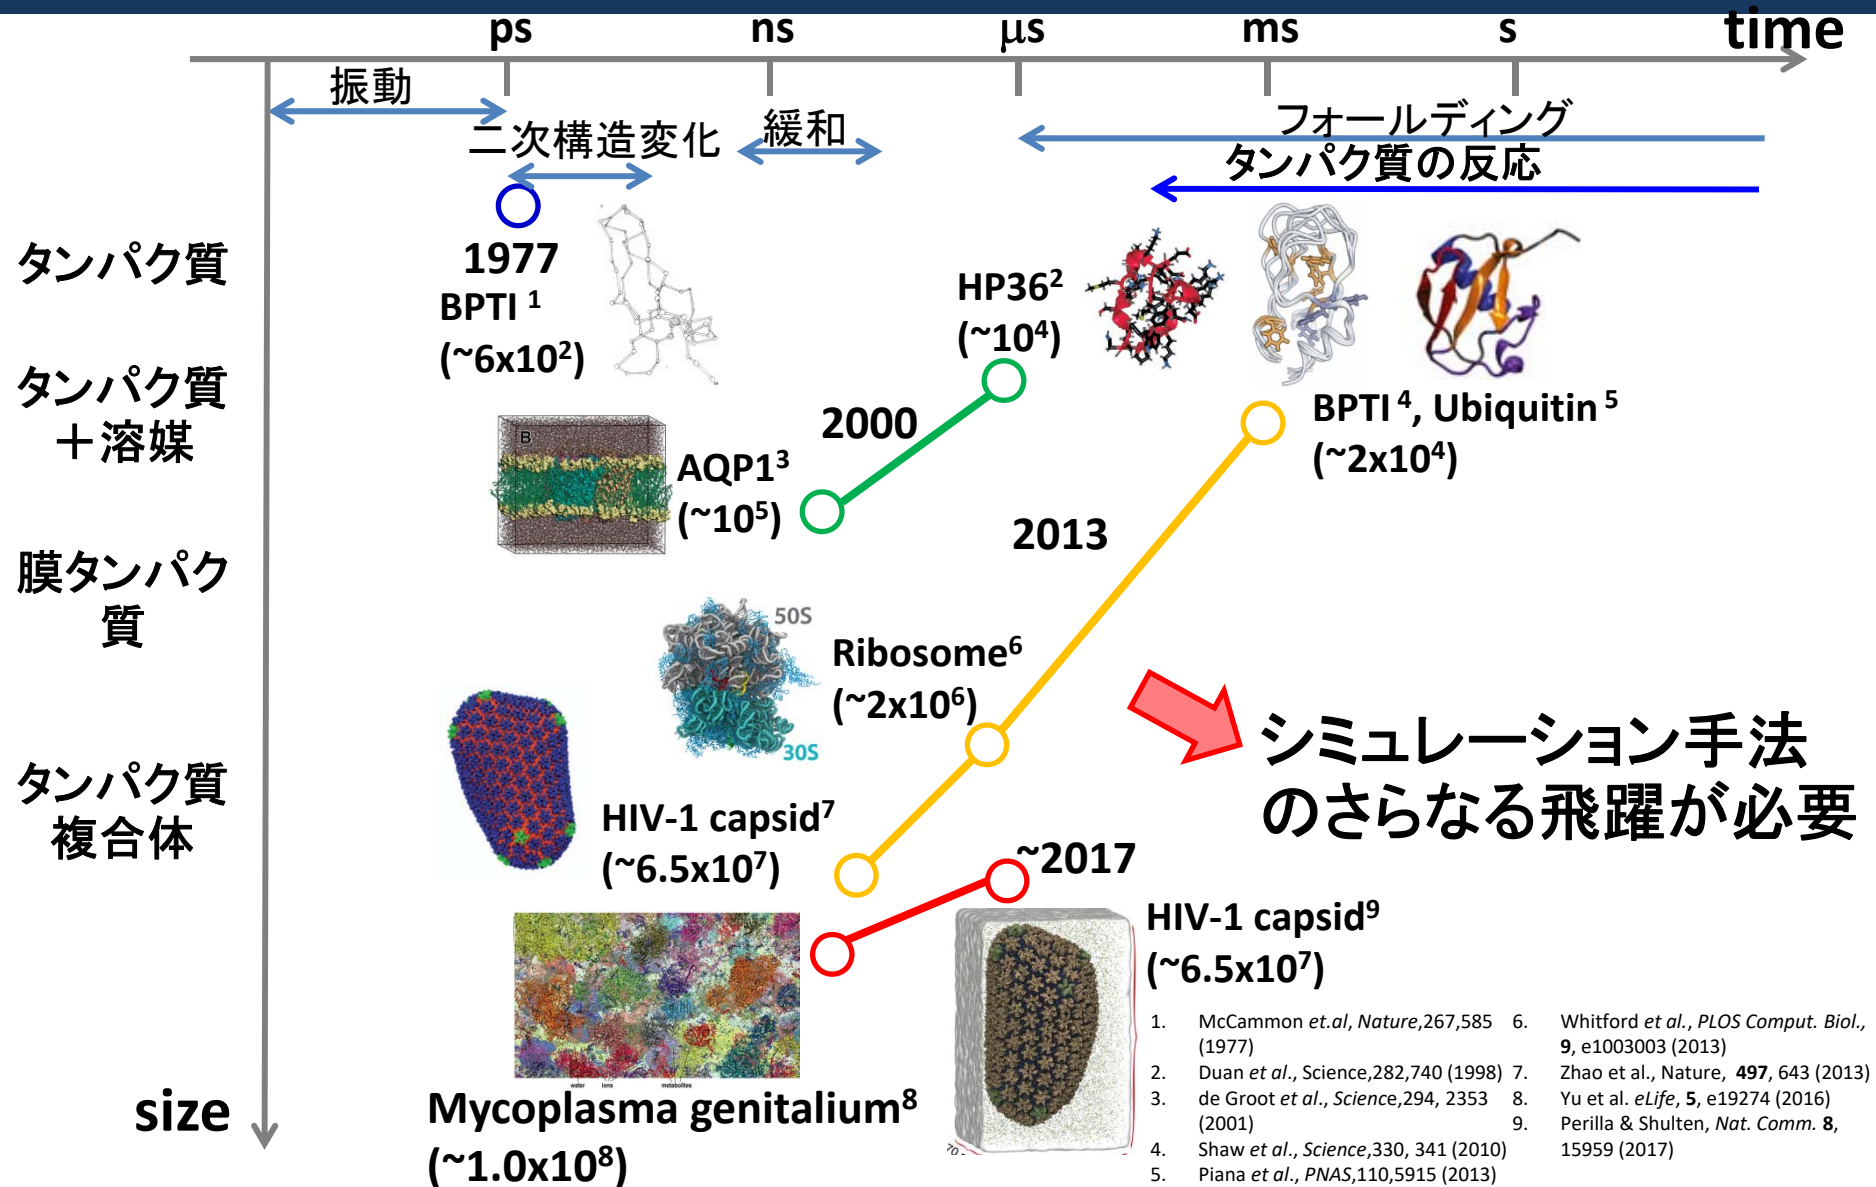 ps ns μs ms s time
振動
二次構造変化
緩和
フォールディング
タンパク質の反応
タンパク質
1977
BPTI 1
(~6x102)
HP362
(~104)
タンパク質
＋溶媒
2000
BPTI 4, Ubiquitin 5
(~2x104)
B
AQP13
(~105)
2013
膜タンパク
質
50S
30S
Ribosome6
(~2x106)
シミュレーション手法
のさらなる飛躍が必要
タンパク質
複合体
HIV-1 capsid7
(~6.5x107)
~2017
HIV-1 capsid9
(~6.5x107)
water ions metabolites
size
Mycoplasma genitalium8
(~1.0x108)
70
1. McCammon et.al, Nature,267,585
(1977)
2. Duan et al., Science,282,740 (1998)
3. de Groot et al., Science,294, 2353
(2001)
4. Shaw et al., Science,330, 341 (2010)
5. Piana et al., PNAS,110,5915 (2013)
6. Whitford et al., PLOS Comput. Biol.,
9, e1003003 (2013)
7. Zhao et al., Nature, 497, 643 (2013)
8. Yu et al. eLife, 5, e19274 (2016)
9. Perilla & Shulten, Nat. Comm. 8,
15959 (2017)